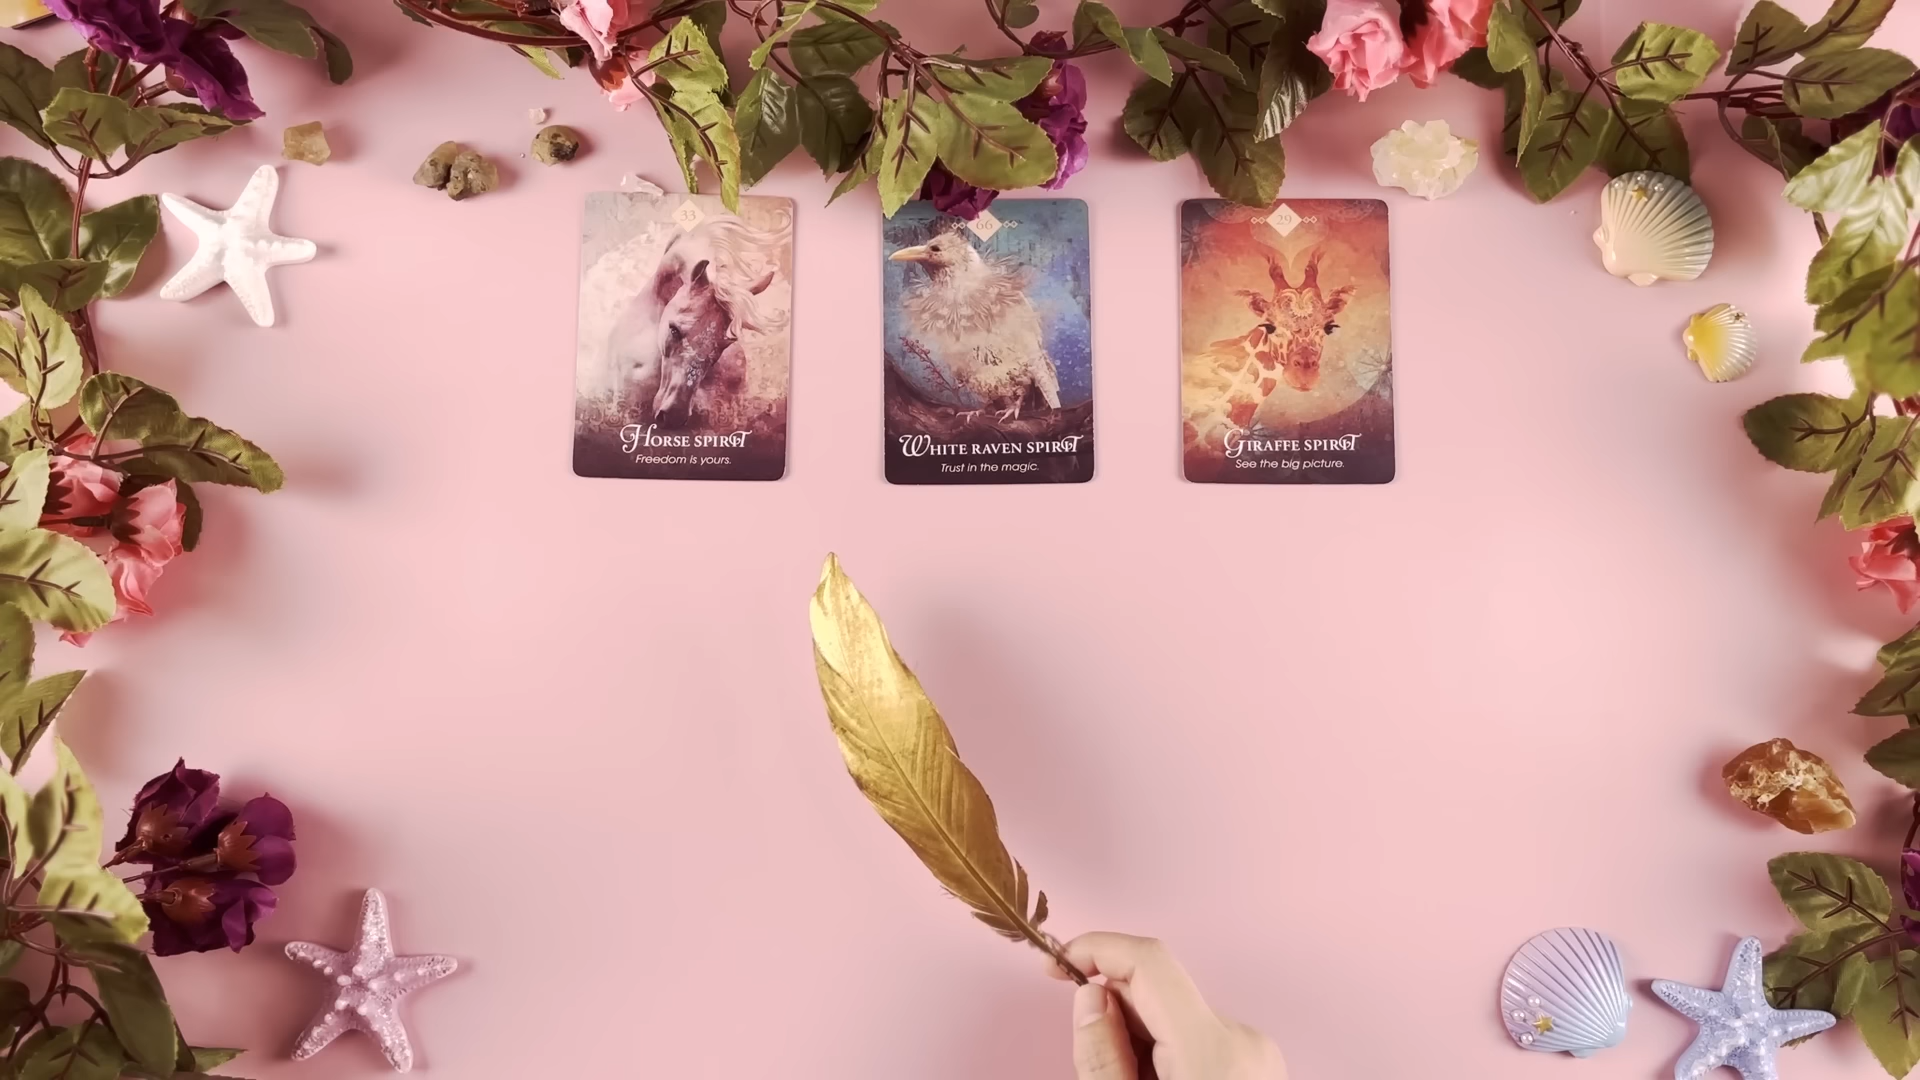 33
HORSE SPIRIT
Freedom is yours.
66
WHITE RAVEN SPIRIT
Trust in the magic.
29
GIRAFFE SPIRIT
See the big picture.